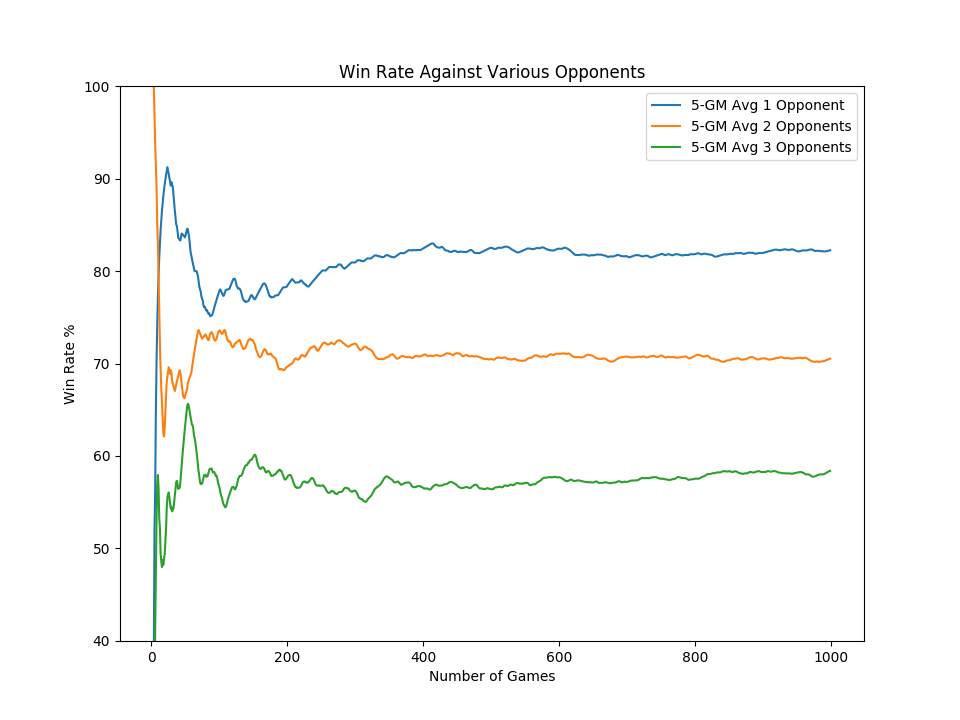 Win Rate Against Various Opponents
100
90
80
70
60
50
40
Win Rate %
5-GM Avg 1 Opponent
5-GM Avg 2 Opponents
5-GM Avg 3 Opponents
0 200 400 600 800 1000
Number of Games